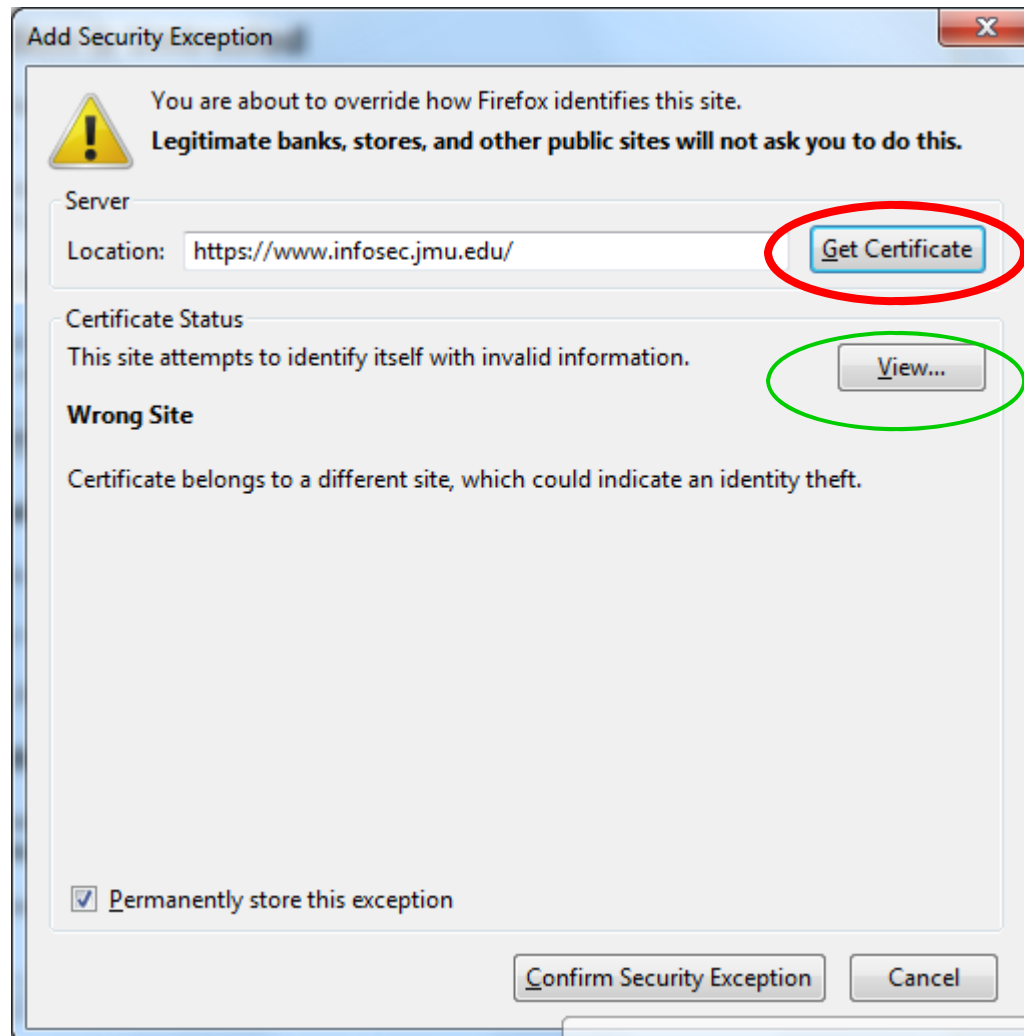 Add Security Exception
You are about to override how Firefox identifies this site.
Legitimate banks, stores, and other public sites will not ask you to do this.
Server
Location: https://www.infosec.jmu.edu/ Get Certificate
Certificate Status
This site attempts to identify itself with invalid information. View...
Wrong Site
Certificate belongs to a different site, which could indicate an identity theft.
Permanently store this exception
Confirm Security Exception Cancel